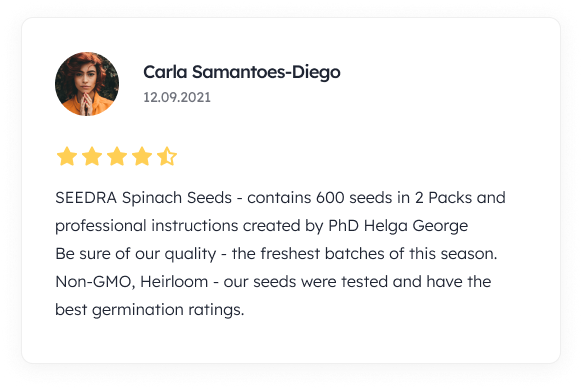 Carla Samantoes-Diego
12.09.2021
SEEDRA Spinach Seeds - contains 600 seeds in 2 Packs and
professional instructions created by PhD Helga George
Be sure of our quality - the freshest batches of this season.
Non-GMO, Heirloom - our seeds were tested and have the
best germination ratings.